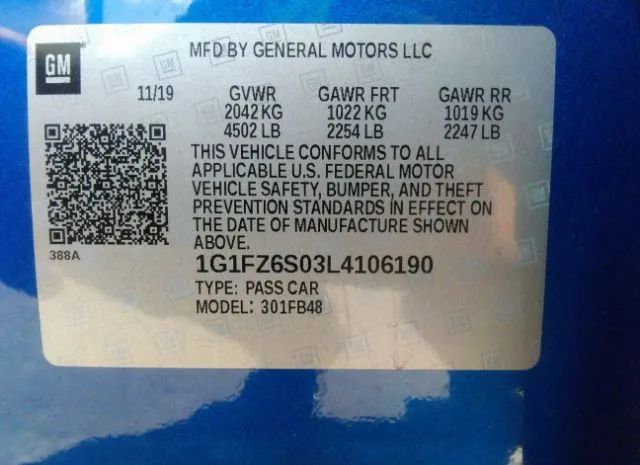 GM
MFD BY GENERAL MOTORS LLC
11/19 GVWR GAWR FRT GAWR RR
2042 KG 1022 KG 1019 KG
4502 LB 2254 LB 2247 LB
THIS VEHICLE CONFORMS TO ALL
APPLICABLE U.S. FEDERAL MOTOR
VEHICLE SAFETY, BUMPER, AND THEFT
PREVENTION STANDARDS IN EFFECT ON
THE DATE OF MANUFACTURE SHOWN
ABOVE.
388A
1G1FZ6S03L4106190
TYPE: PASS CAR
MODEL: 301FB48